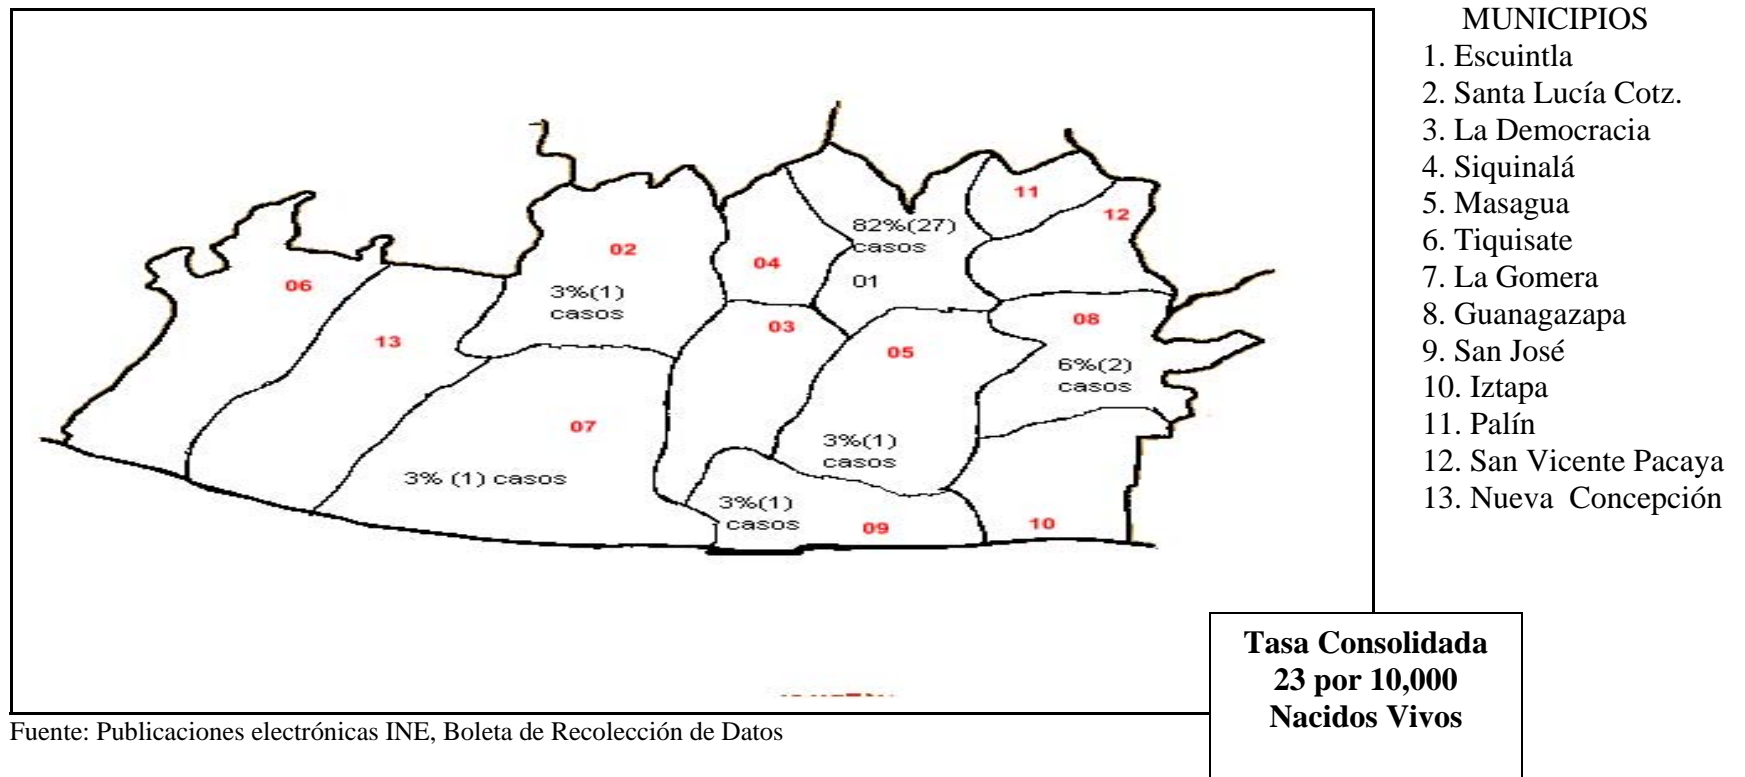 MUNICIPIOS
1. Escuintla
2. Santa Lucía Cotz.
3. La Democracia
4. Siquinalá
5. Masagua
6. Tiquisate
7. La Gomera
8. Guanagazapa
9. San José
10. Iztapa
11. Palín
12. San Vicente Pacaya
13. Nueva Concepción
11
12
82%(27)
casos
01
02
3%(1)
casos
04
06
03
08
13
05
6%(2)
casos
07
3%(1)
casos
3% (1) casos
3%(1)
casos
09
10
Tasa Consolidada
23 por 10,000
Nacidos Vivos
Fuente: Publicaciones electrónicas INE, Boleta de Recolección de Datos